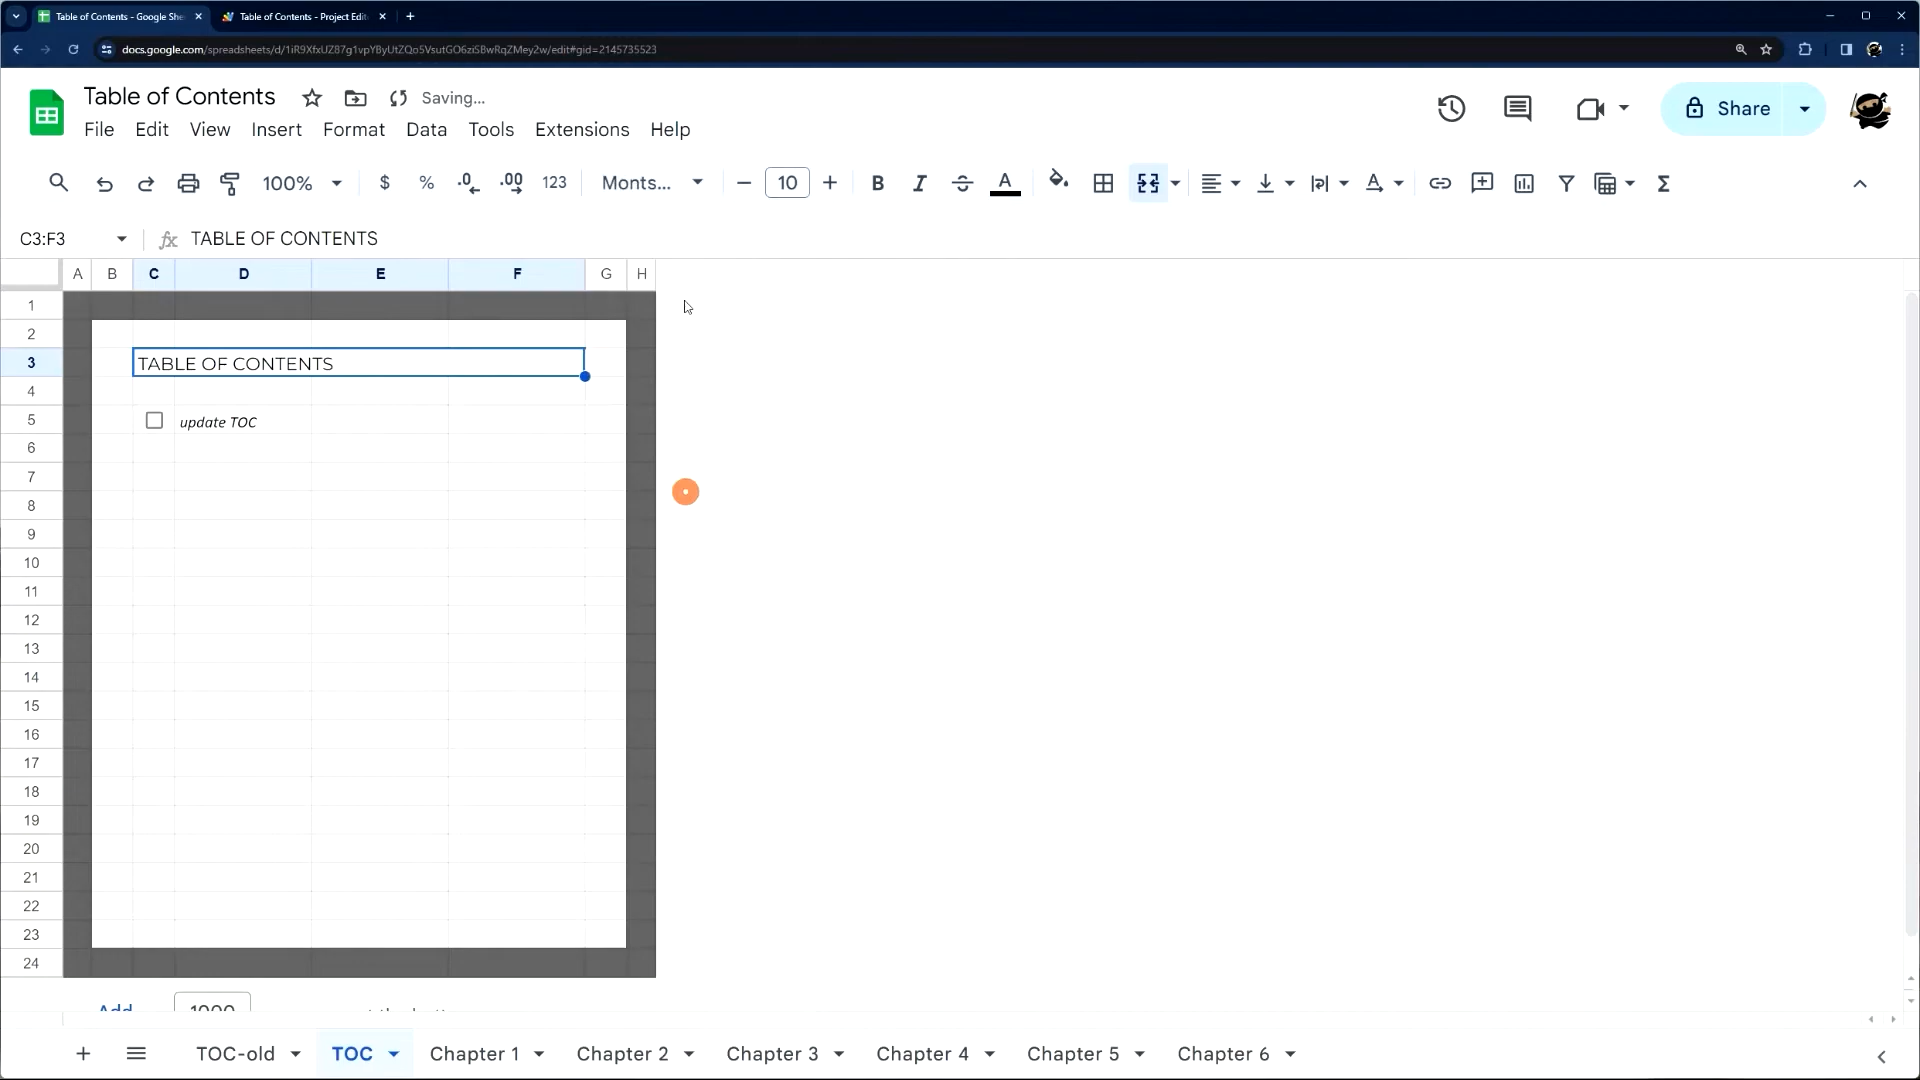 Table of Contents - Google She
Table of Contents - Project Edit
docs.google.com/spreadsheets/d/1iR9XfxUZ87g1vpYByUtZQo5VsutGO6ziSBwRqZMey2w/edit#gid=2145735523
Table of Contents
Saving...
Share
File Edit View Insert Format Data Tools Extensions Help
100% $ % .0 .00 123 Monts... 10 B I A
C3:F3 fx TABLE OF CONTENTS
A B C D E F G H
1
2
3 TABLE OF CONTENTS
4
5 update TOC
6
7
8
9
10
11
12
13
14
15
16
17
18
19
20
21
22
23
24
Add 1000
TOC-old TOC Chapter 1 Chapter 2 Chapter 3 Chapter 4 Chapter 5 Chapter 6